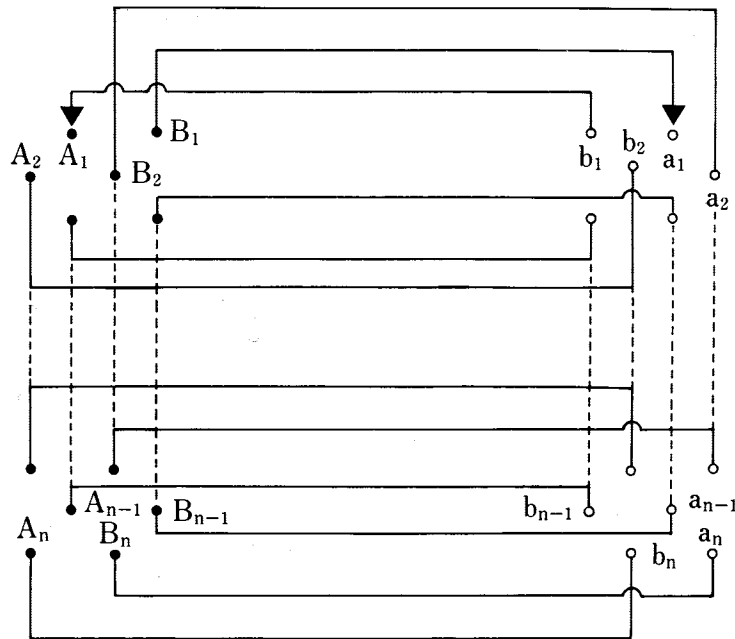 B₁
A₂ A₁ b₁ b₂ a₁
B₂ a₂
Aₙ₋₁ Bₙ₋₁ bₙ₋₁ aₙ₋₁
Aₙ Bₙ bₙ aₙ